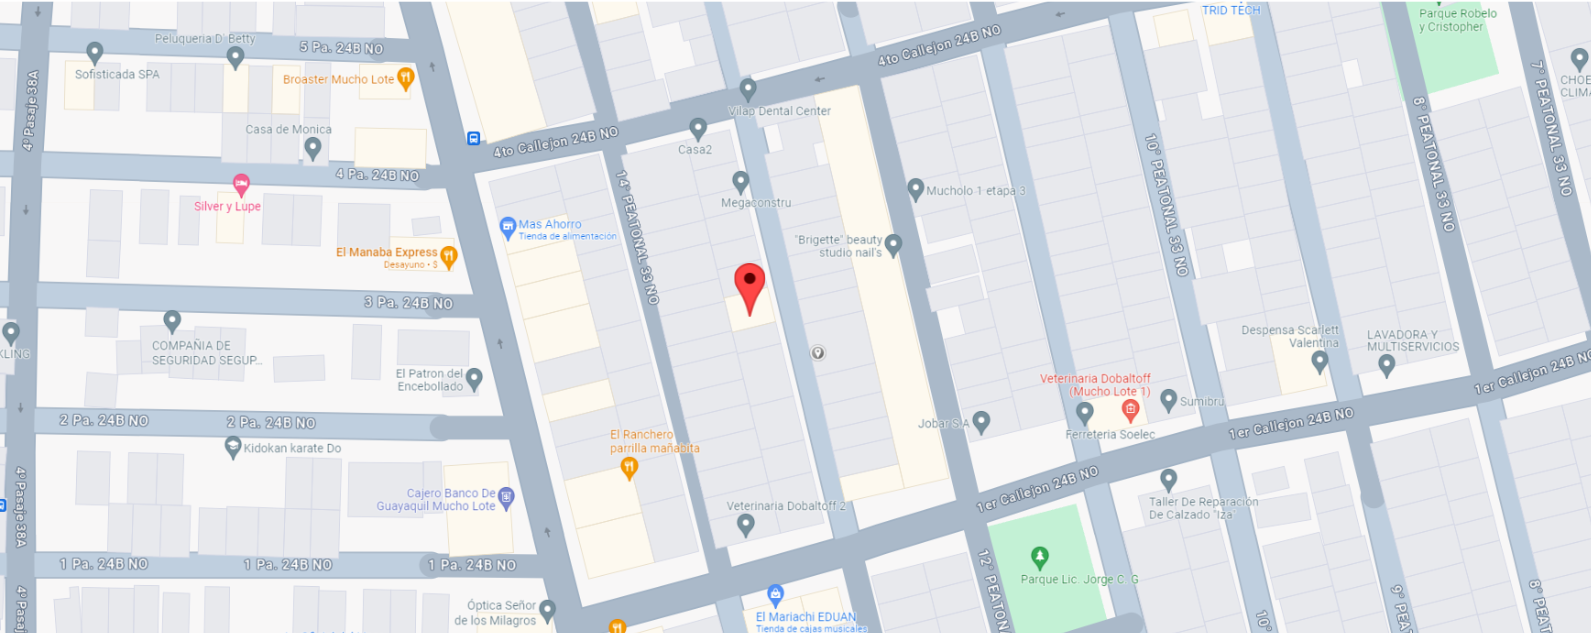 TRID TECH
Parque Robelo
y Cristopher
4to Callejon 24B NO
5 Pa. 24B NO
Peluqueria D. Betty
Sofisticada SPA
Broaster Mucho Lote
4° Pasaje 38A
CHOE
CLIMA
7° PEATONAL 33 NO
8° PEATONAL 33 NO
Vilap Dental Center
Casa de Monica
4to Callejon 24B NO
Casa2
10° PEATONAL 33 NO
4 Pa. 24B NO
14° PEATONAL 33 NO
Megaconstru
Mucholo 1 etapa 3
Silver y Lupe
Mas Ahorro
Tienda de alimentación
"Brigette" beauty
studio nail's
El Manaba Express
Desayuno • $
3 Pa. 24B NO
Despensa Scarlett
Valentina
LAVADORA Y
MULTISERVICIOS
KLING
COMPAÑIA DE
SEGURIDAD SEGUP...
El Patron del
Encebollado
Veterinaria Dobaltoff
(Mucho Lote 1)
1er Callejon 24B NO
Sumibru
2 Pa. 24B NO
2 Pa. 24B NO
Jobar S.A
Ferreteria Soelec
1er Callejon 24B NO
Kidokan karate Do
El Ranchero
parrilla mañabita
4° Pasaje 38A
1er Callejon 24B NO
Cajero Banco De
Guayaquil Mucho Lote
Veterinaria Dobaltoff 2
Taller De Reparación
De Calzado "Iza"
1 Pa. 24B NO
1 Pa. 24B NO
1 Pa. 24B NO
12° PEATONAL
Parque Lic. Jorge C. G
4° Pasaj
Óptica Señor
de los Milagros
El Mariachi EDUAN
Tienda de cajas musicales
10°
9° PEA
8° PEAT